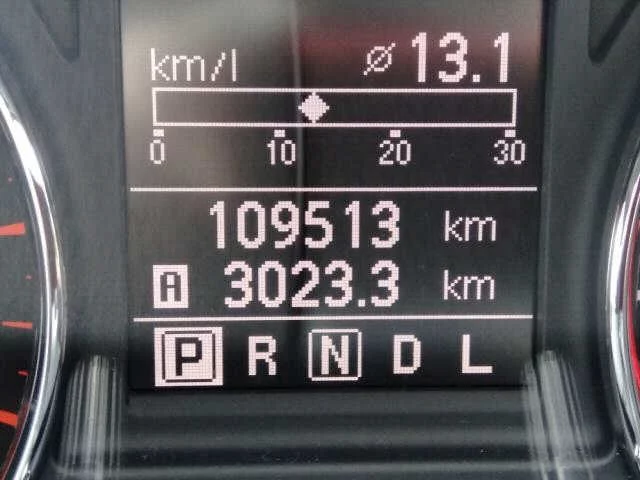 km/l ⌀ 13.1
0 10 20 30
109513 km
A 3023.3 km
P R N D L